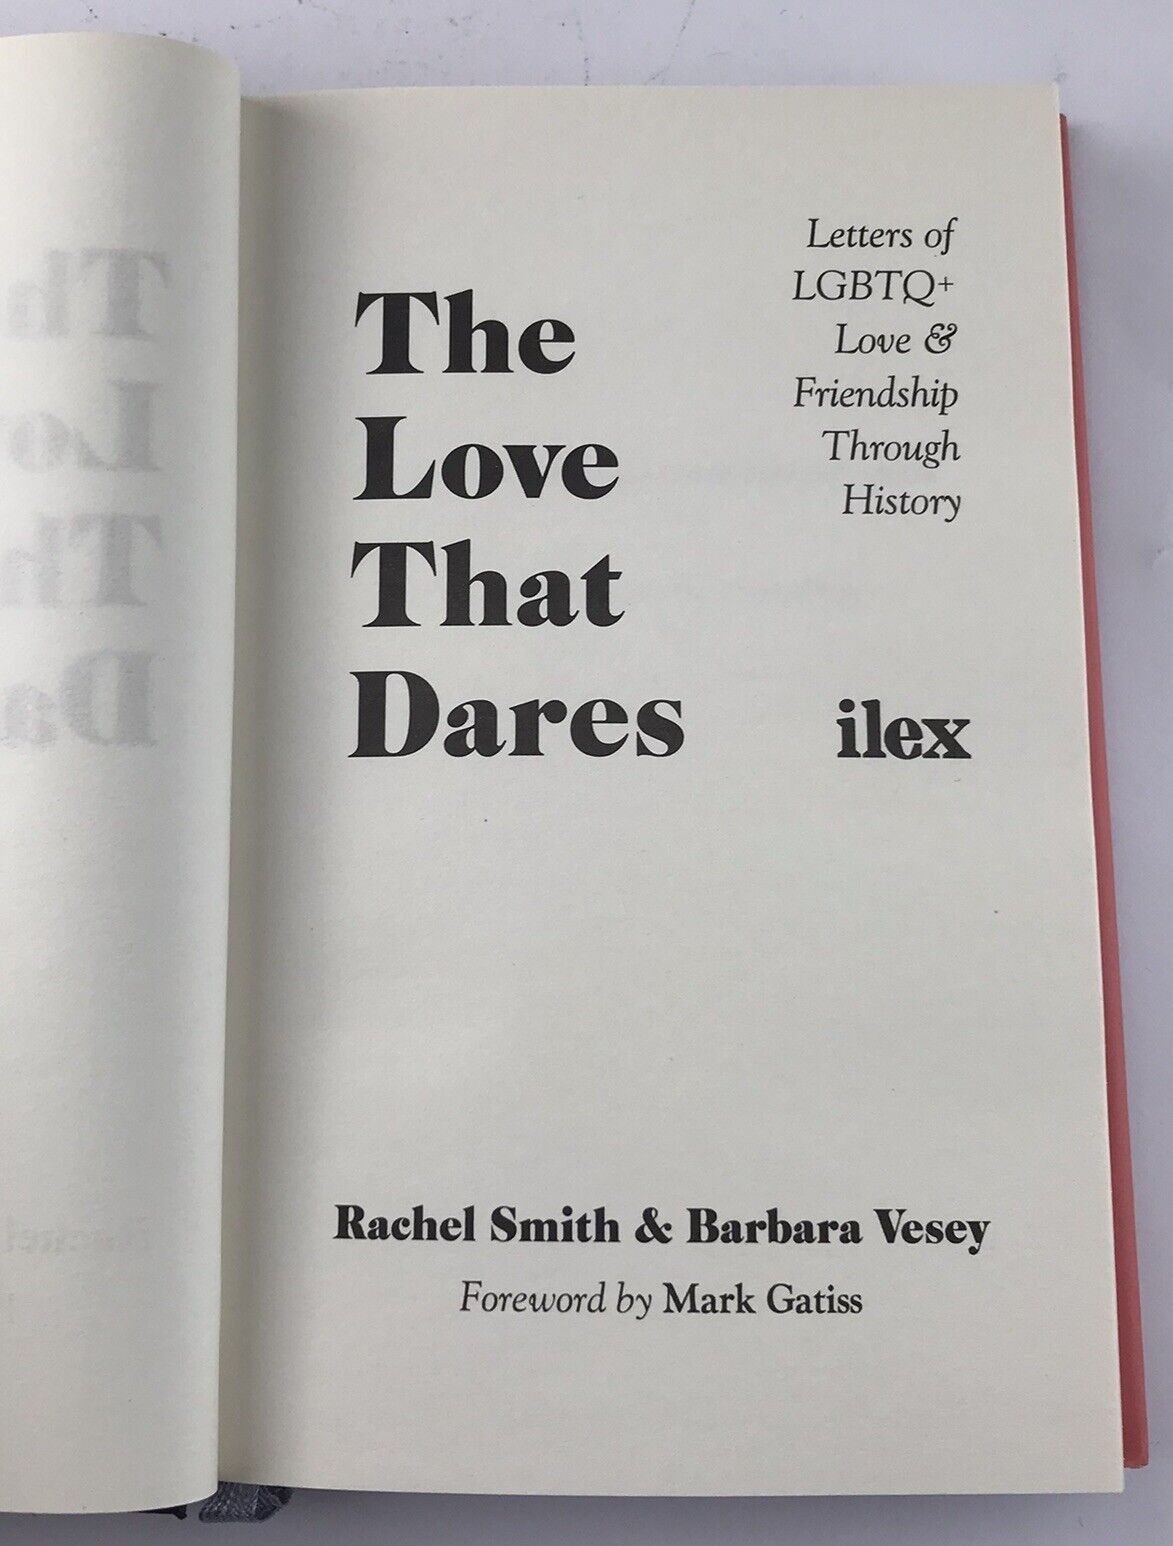 The
Love
That
Dares
Letters of
LGBTQ+
Love &
Friendship
Through
History
ilex
Rachel Smith & Barbara Vesey
Foreword by Mark Gatiss